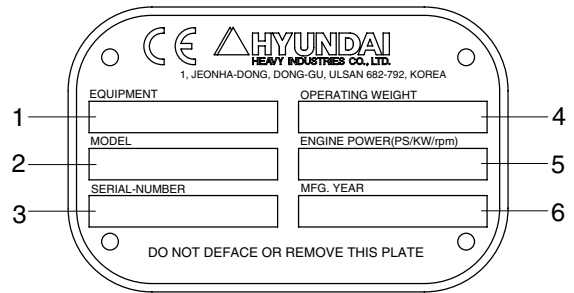 CE HYUNDAI
HEAVY INDUSTRIES CO., LTD.
1, JEONHA-DONG, DONG-GU, ULSAN 682-792, KOREA
EQUIPMENT OPERATING WEIGHT
1 4
MODEL ENGINE POWER(PS/KW/rpm)
2 5
SERIAL-NUMBER MFG. YEAR
3 6
DO NOT DEFACE OR REMOVE THIS PLATE